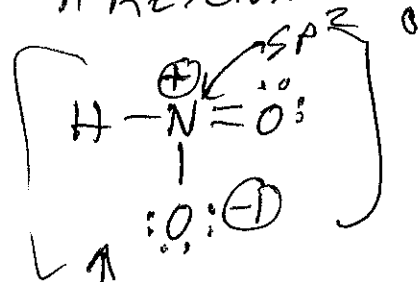 SP²
⊕
H – N = Ö:
|
:O: ⊖